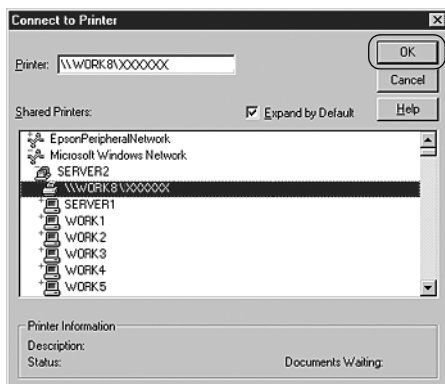 Connect to Printer
Printer: \\WORK8\XXXXXX
OK
Cancel
Help
Shared Printers:
Expand by Default
EpsonPeripheralNetwork
Microsoft Windows Network
SERVER2
\\WORK8\XXXXXX
SERVER1
WORK1
WORK2
WORK3
WORK4
WORK5
Printer Information
Description:
Status: Documents Waiting: